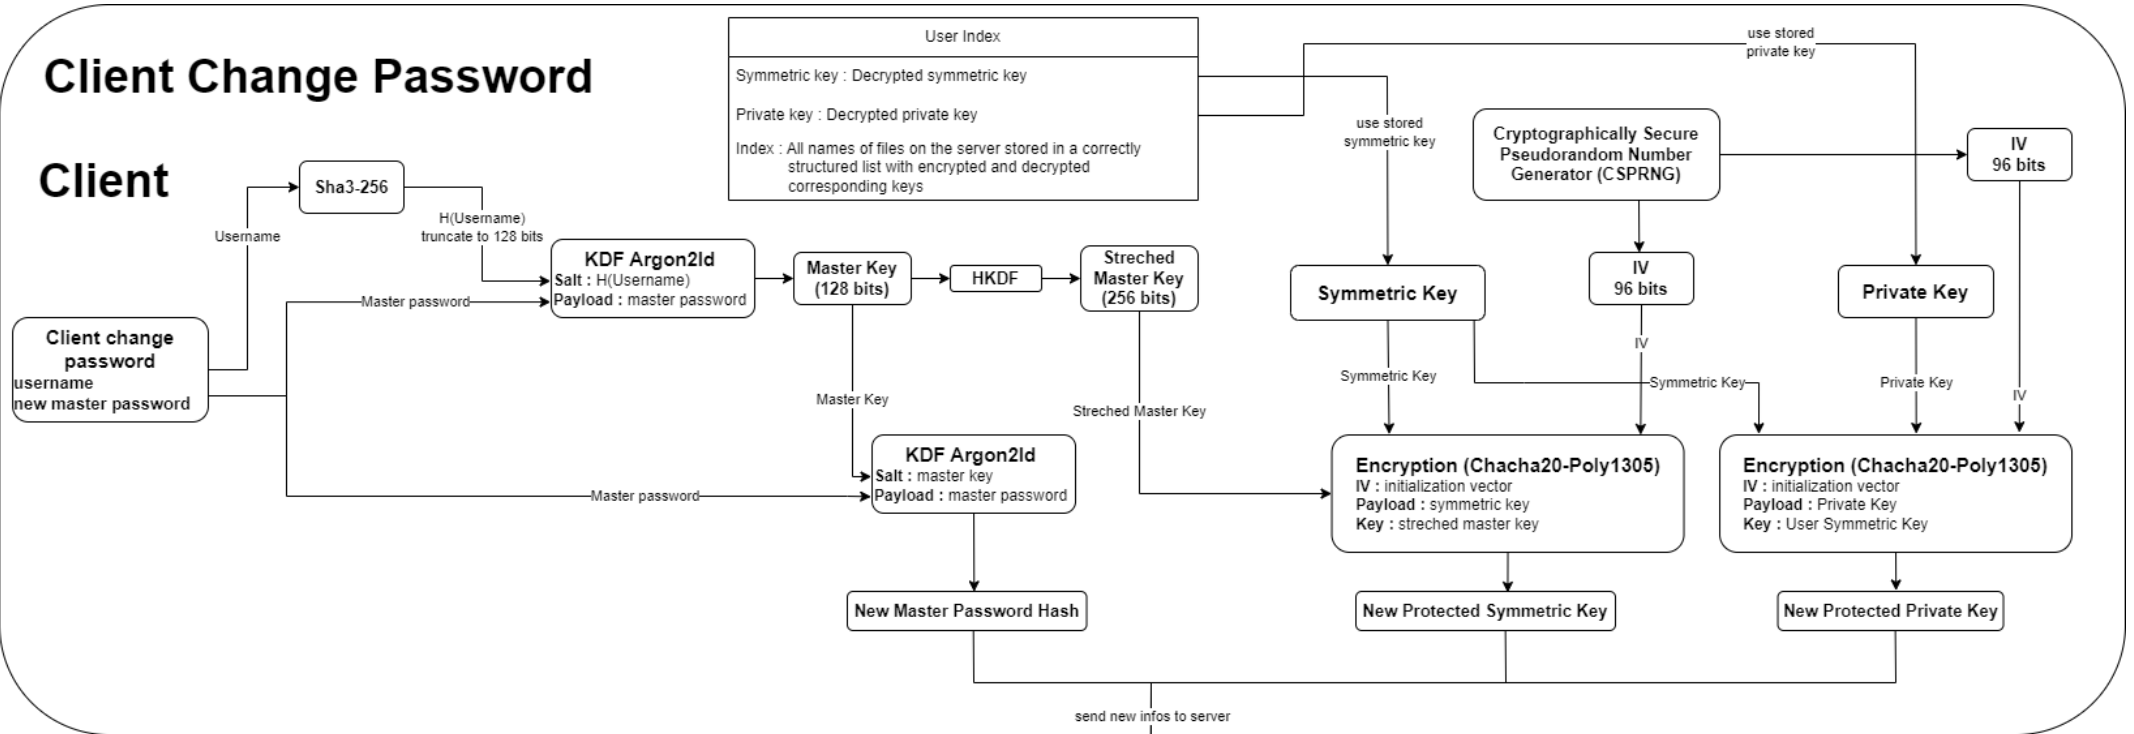 Client Change Password
Client
User Index
Symmetric key : Decrypted symmetric key
Private key : Decrypted private key
Index : All names of files on the server stored in a correctly
structured list with encrypted and decrypted
corresponding keys
use stored
private key
use stored
symmetric key
Cryptographically Secure
Pseudorandom Number
Generator (CSPRNG)
IV
96 bits
Sha3-256
Username
H(Username)
truncate to 128 bits
KDF Argon2Id
Salt : H(Username)
Payload : master password
Master Key
(128 bits)
HKDF
Streched
Master Key
(256 bits)
Symmetric Key
IV
96 bits
Private Key
Master password
Client change
password
username
new master password
Master Key
Streched Master Key
Symmetric Key
IV
Symmetric Key
Private Key
IV
KDF Argon2Id
Salt : master key
Payload : master password
Master password
Encryption (Chacha20-Poly1305)
IV : initialization vector
Payload : symmetric key
Key : streched master key
Encryption (Chacha20-Poly1305)
IV : initialization vector
Payload : Private Key
Key : User Symmetric Key
New Master Password Hash
New Protected Symmetric Key
New Protected Private Key
send new infos to server